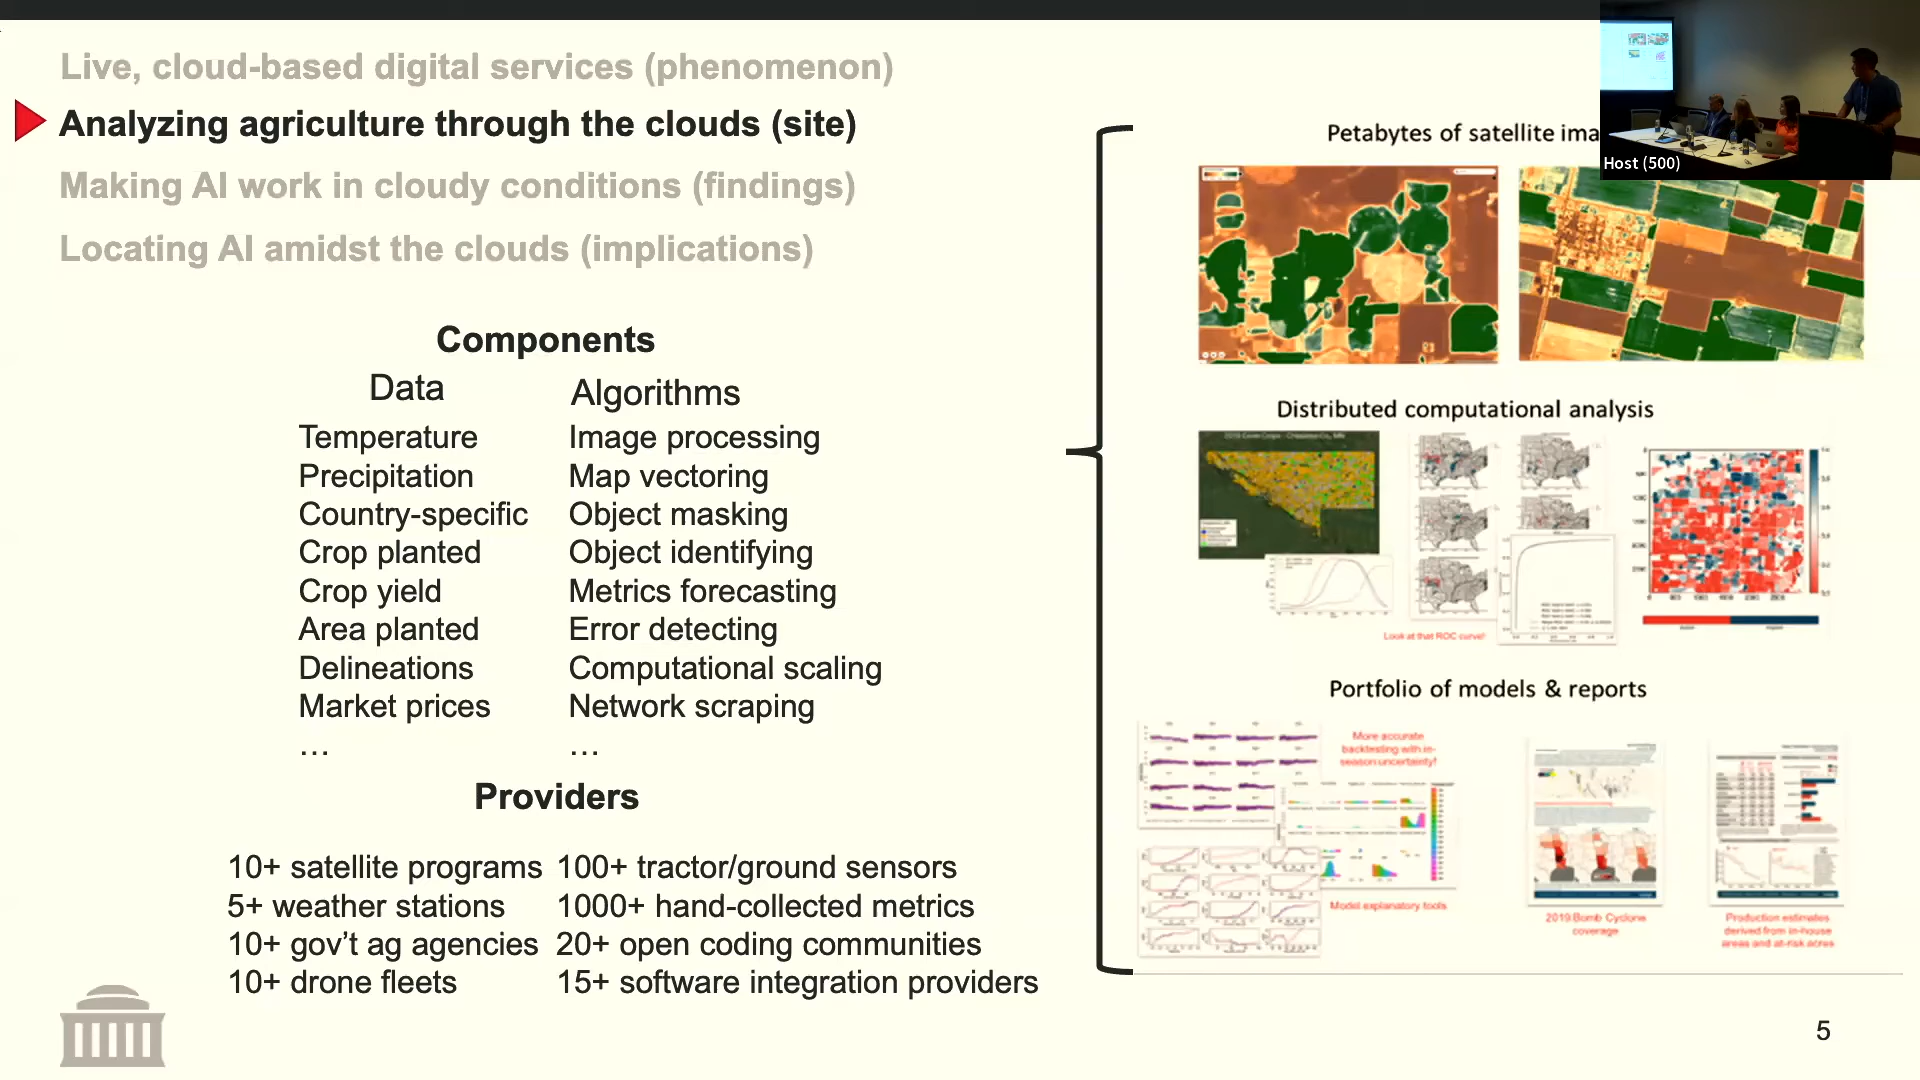 Live, cloud-based digital services (phenomenon)
Analyzing agriculture through the clouds (site)
Making AI work in cloudy conditions (findings)
Locating AI amidst the clouds (implications)
Components
Data
Algorithms
Temperature
Image processing
Precipitation
Map vectoring
Country-specific
Object masking
Crop planted
Object identifying
Crop yield
Metrics forecasting
Area planted
Error detecting
Delineations
Computational scaling
Market prices
Network scraping
…
…
Providers
10+ satellite programs
100+ tractor/ground sensors
5+ weather stations
1000+ hand-collected metrics
10+ gov’t ag agencies
20+ open coding communities
10+ drone fleets
15+ software integration providers
Petabytes of satellite ima
Host (500)
Distributed computational analysis
Look at that ROC curve!
Portfolio of models & reports
More accurate
backtesting with in-
season uncertainty!
Model explanatory tools
2019 Bomb Cyclone
coverage
Production estimates
derived from in-house
areas and at-risk acres
5